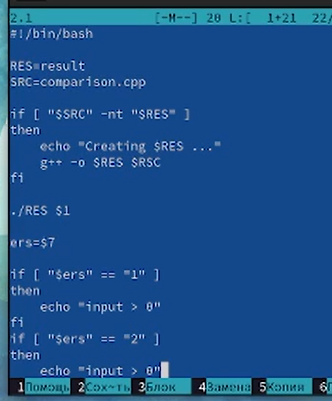 2.1 [-M--] 20 L:[ 1+21 22/
#!/bin/bash
RES=result
SRC=comparison.cpp
if [ "$SRC" -nt "$RES" ]
then
echo "Creating $RES ..."
g++ -o $RES $RSC
fi
./RES $1
ers=$7
if [ "$ers" == "1" ]
then
echo "input > 0"
fi
if [ "$ers" == "2" ]
then
echo "input > 0"
1Помощь 2Сох~ть 3Блок 4Замена 5Копия 6